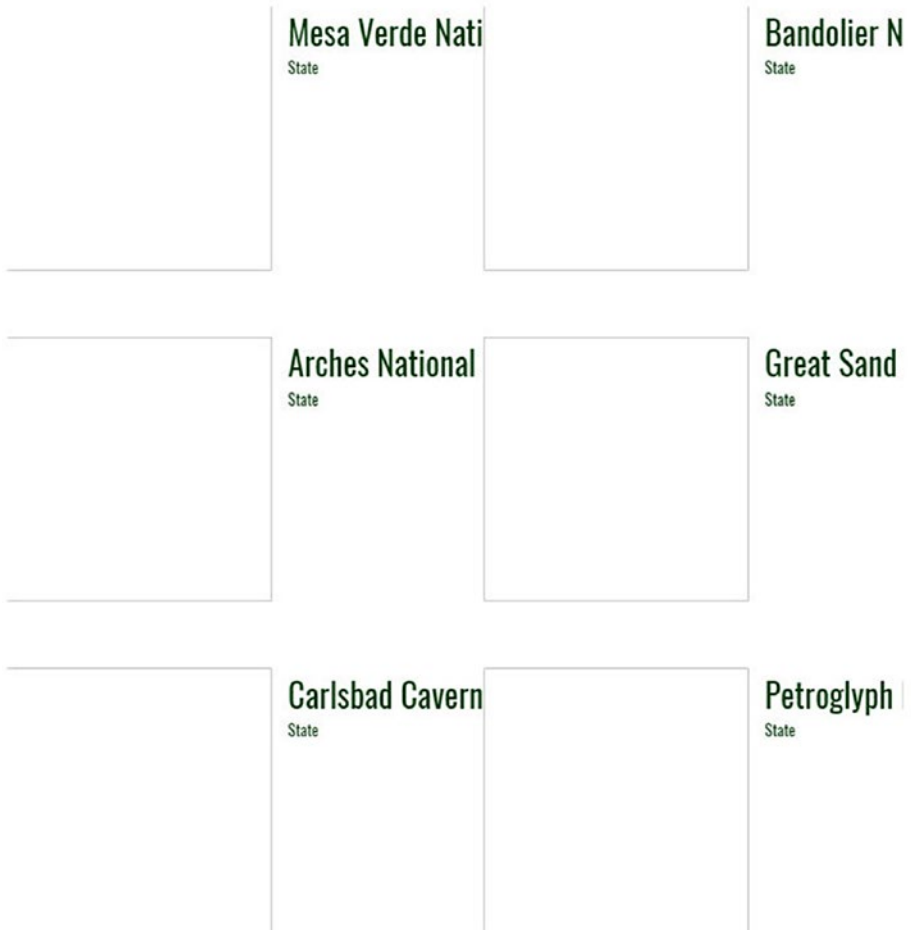 Mesa Verde Nati
State
Bandolier N
State
Arches National
State
Great Sand
State
Carlsbad Cavern
State
Petroglyph
State